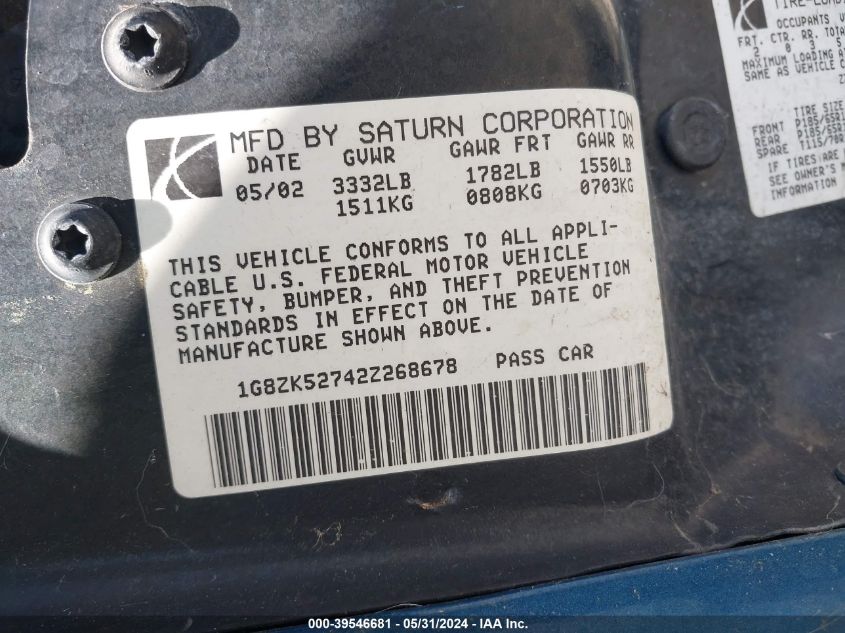 MFD BY SATURN CORPORATION
DATE GVWR GAWR FRT GAWR RR
05/02 3332LB 1782LB 1550LB
1511KG 0808KG 0703KG
THIS VEHICLE CONFORMS TO ALL APPLI-
CABLE U.S. FEDERAL MOTOR VEHICLE
SAFETY, BUMPER, AND THEFT PREVENTION
STANDARDS IN EFFECT ON THE DATE OF
MANUFACTURE SHOWN ABOVE.
1G8ZK52742Z268678 PASS CAR
OCCUPANTS
FRT. CTR. RR.
2 0 3
MAXIMUM LOADING
SAME AS VEHICLE
TIRE SIZE
FRONT
REAR
SPARE
IF TIRES
SEE OWNER'S
INFORMATION
000-39546681 - 05/31/2024 - IAA Inc.